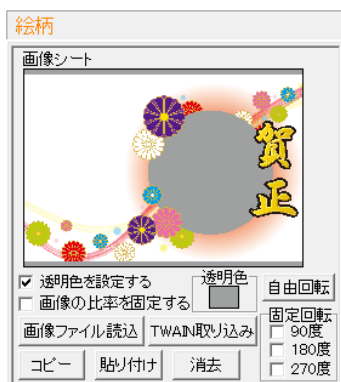 絵柄
画像シート
賀
正
透明色を設定する
透明色
自由回転
画像の比率を固定する
固定回転
画像ファイル読込
TWAIN取り込み
90度
180度
コピー
貼り付け
消去
270度